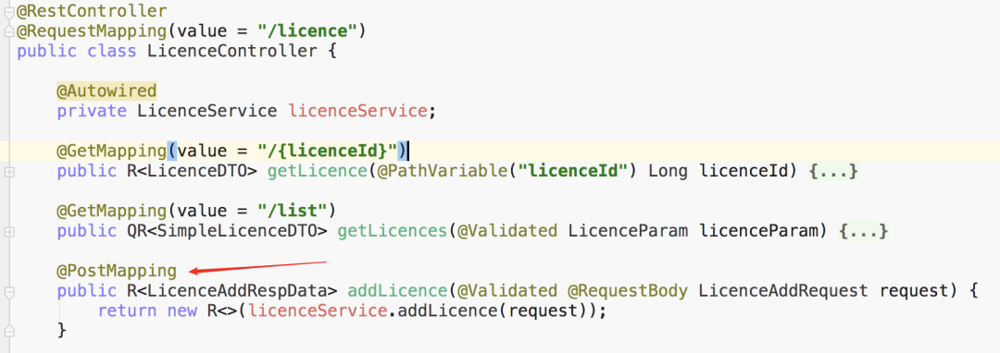 @RestController
@RequestMapping(value = "/licence")
public class LicenceController {
@Autowired
private LicenceService licenceService;
@GetMapping(value = "/{licenceId}")
public R<LicenceDTO> getLicence(@PathVariable("licenceId") Long licenceId) {...}
@GetMapping(value = "/list")
public QR<SimpleLicenceDTO> getLicences(@Validated LicenceParam licenceParam) {...}
@PostMapping
public R<LicenceAddRespData> addLicence(@Validated @RequestBody LicenceAddRequest request) {
return new R<>(licenceService.addLicence(request));
}